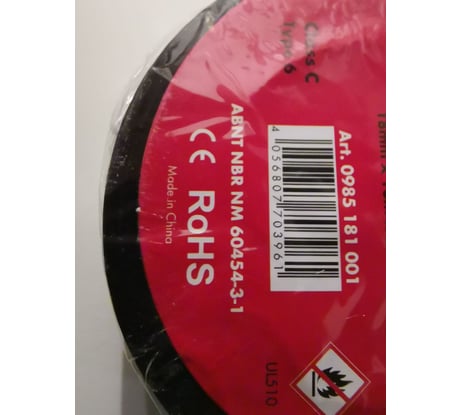 18mm x
Art. 0985 181 001
4 056807 703961
Class C
Type 6
ABNT NBR NM 60454-3-1
CE RoHS
Made in China
UL510